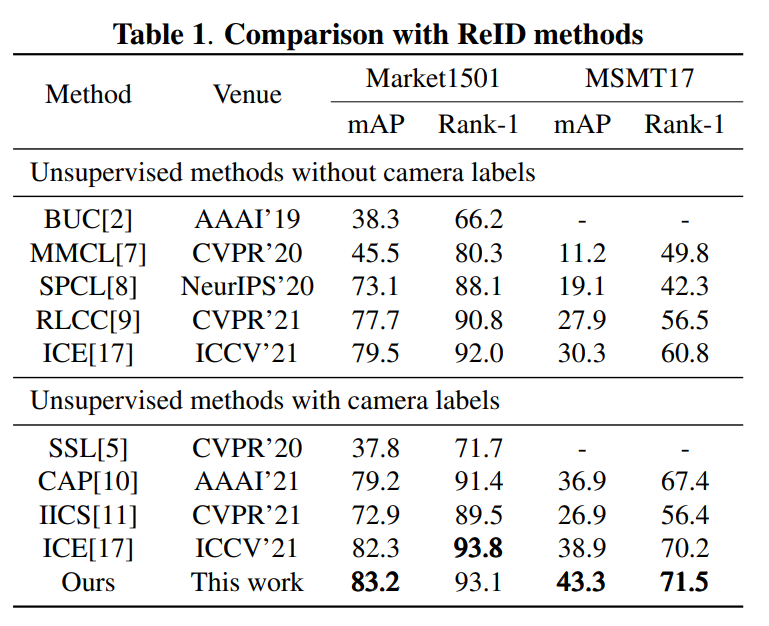 Table 1. Comparison with ReID methods
Method Venue Market1501 MSMT17
mAP Rank-1 mAP Rank-1
Unsupervised methods without camera labels
BUC[2] AAAI’19 38.3 66.2 - -
MMCL[7] CVPR’20 45.5 80.3 11.2 49.8
SPCL[8] NeurIPS’20 73.1 88.1 19.1 42.3
RLCC[9] CVPR’21 77.7 90.8 27.9 56.5
ICE[17] ICCV’21 79.5 92.0 30.3 60.8
Unsupervised methods with camera labels
SSL[5] CVPR’20 37.8 71.7 - -
CAP[10] AAAI’21 79.2 91.4 36.9 67.4
IICS[11] CVPR’21 72.9 89.5 26.9 56.4
ICE[17] ICCV’21 82.3 93.8 38.9 70.2
Ours This work 83.2 93.1 43.3 71.5